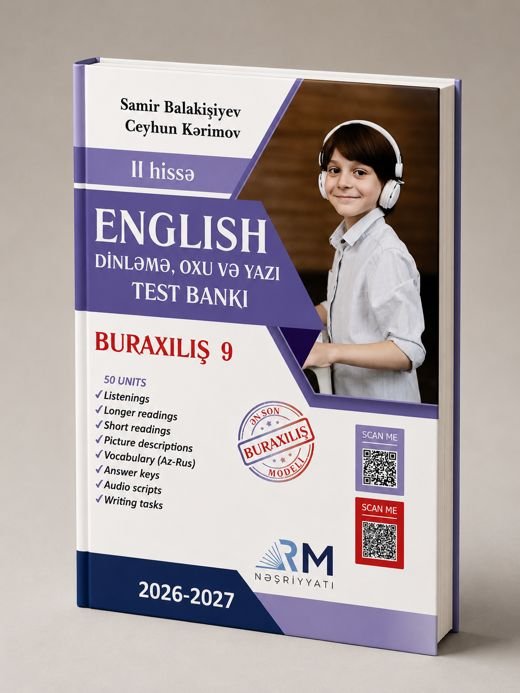 Samir Balakişiyev
Ceyhun Kərimov
II hissə
ENGLISH
DİNLƏMƏ, OXU VƏ YAZI
TEST BANKI
BURAXILIŞ 9
50 UNITS
✓ Listenings
✓ Longer readings
✓ Short readings
✓ Picture descriptions
✓ Vocabulary (Az-Rus)
✓ Answer keys
✓ Audio scripts
✓ Writing tasks
ƏN SON
BURAXILIŞ
MODELİ
SCAN ME
SCAN ME
RM
NƏŞRİYYATI
2026-2027